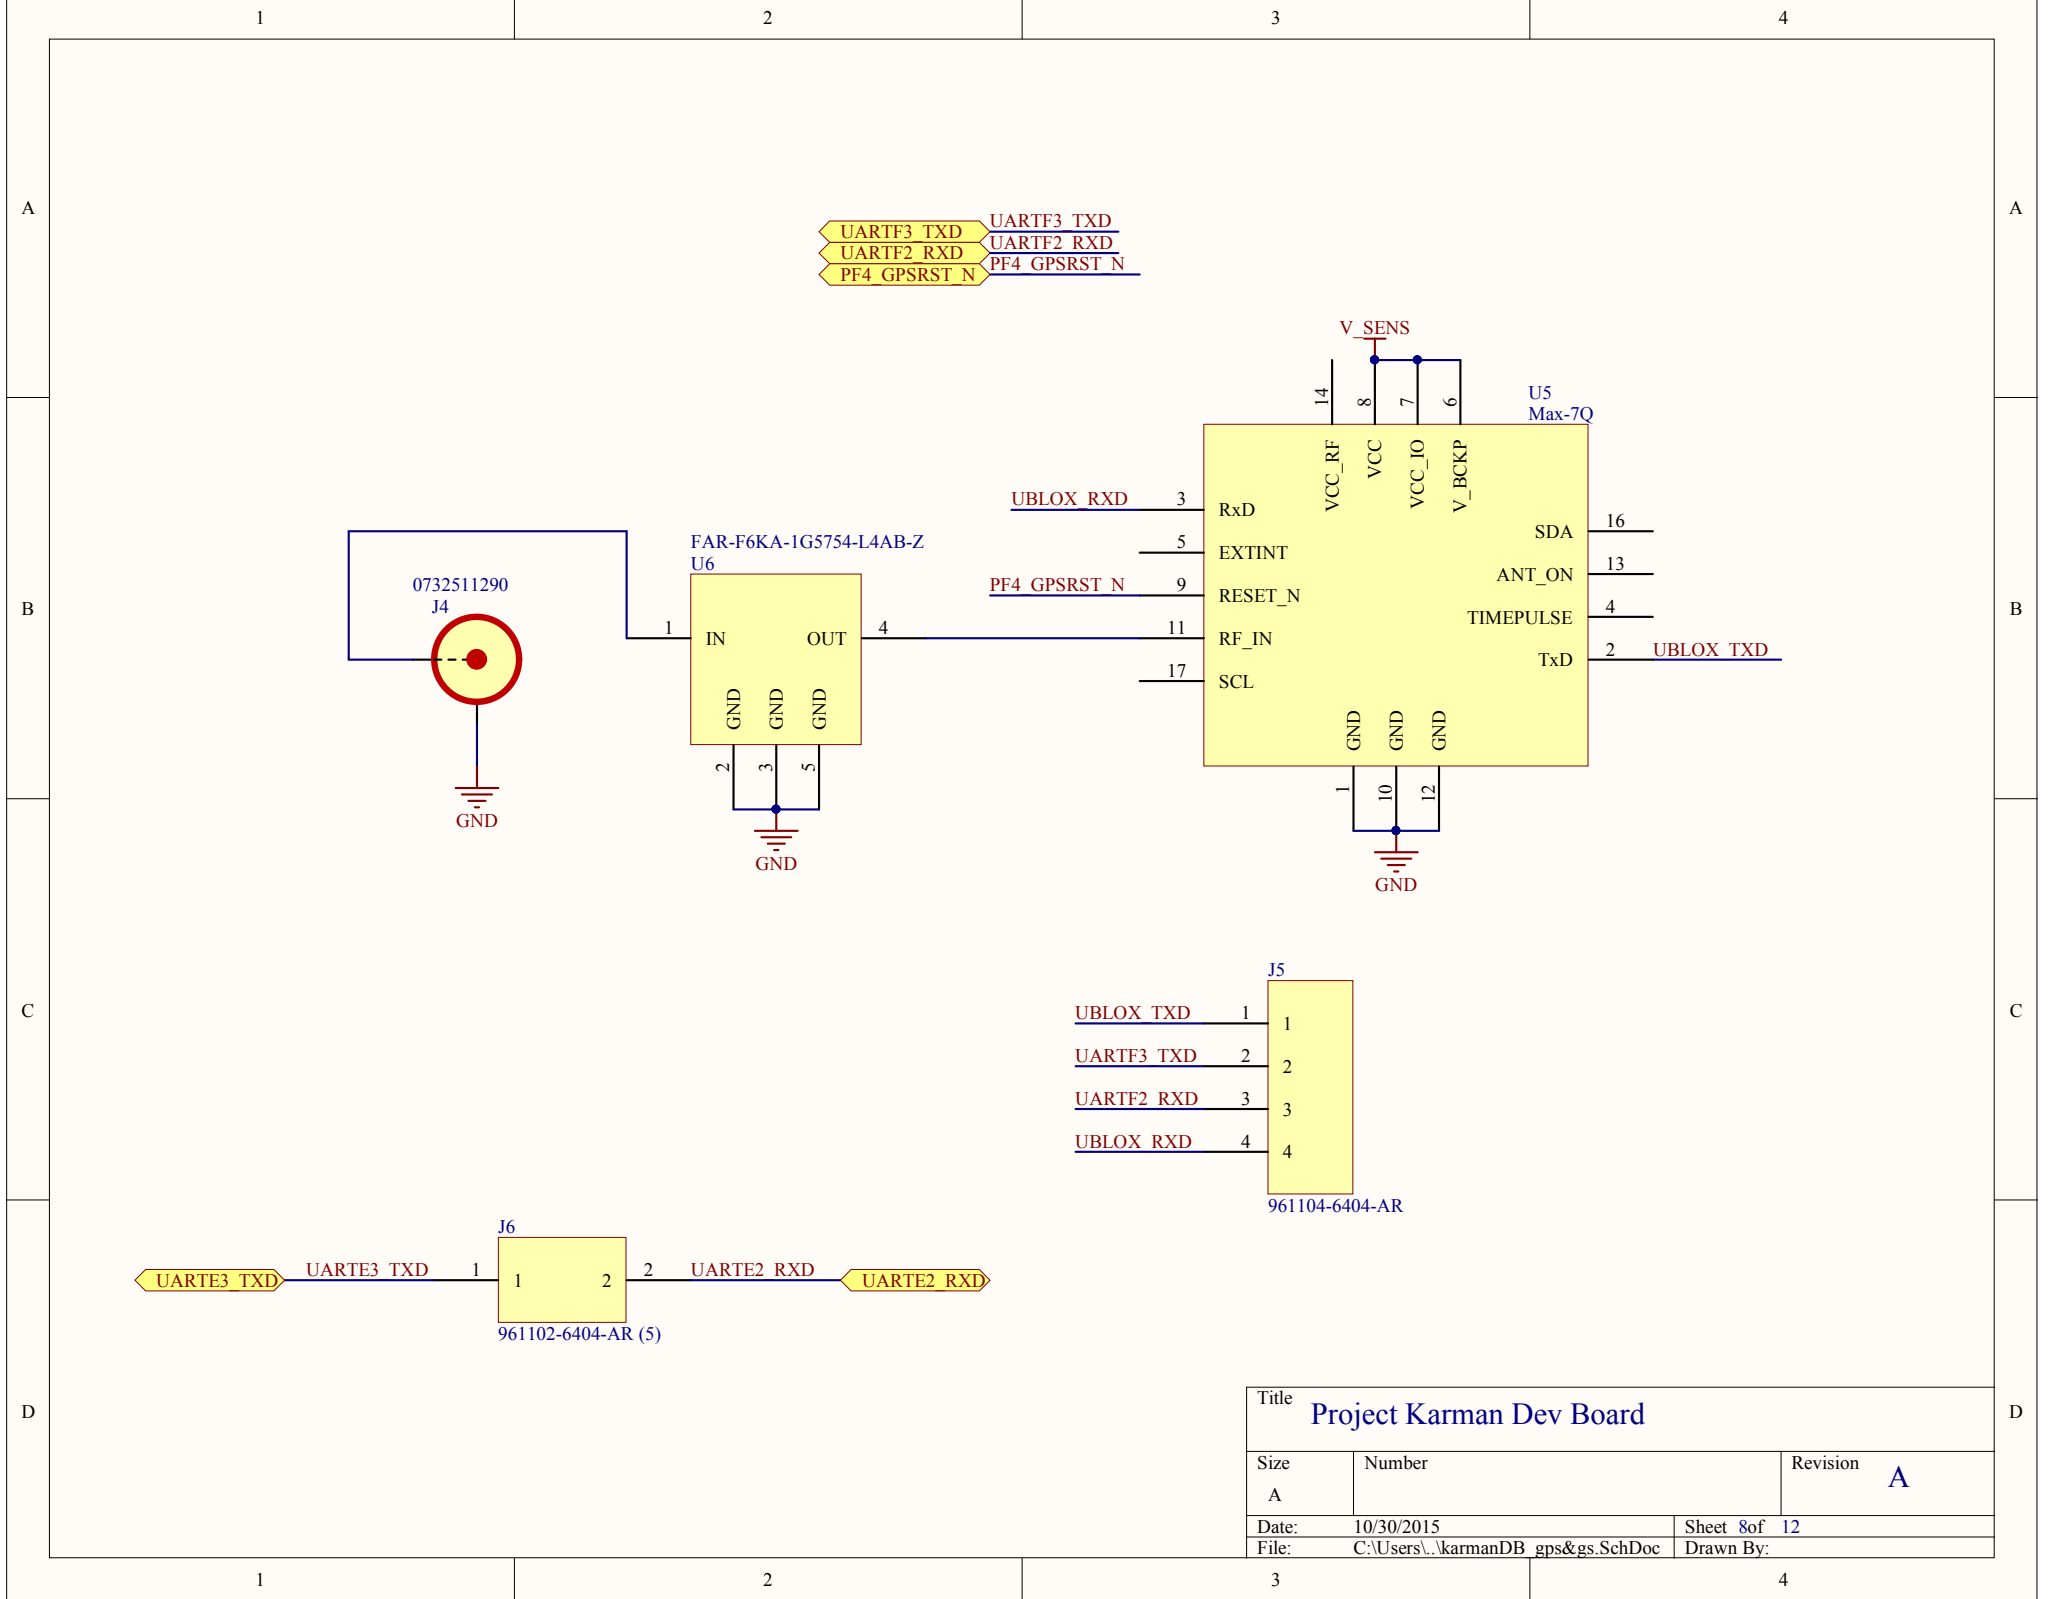 1 2 3 4
A A
UARTF3_TXD UARTF3_TXD
UARTF2_RXD UARTF2_RXD
PF4_GPSRST_N PF4_GPSRST_N
V_SENS
14 8 7 6
U5
Max-7Q
VCC_RF VCC VCC_IO V_BCKP
UBLOX_RXD 3 RxD
SDA 16
FAR-F6KA-1G5754-L4AB-Z
U6
5 EXTINT
ANT_ON 13
0732511290
J4
PF4_GPSRST_N 9 RESET_N
TIMEPULSE 4
B B
1 IN OUT 4
11 RF_IN
TxD 2 UBLOX_TXD
17 SCL
GND GND GND
GND GND GND
2 3 5
1 10 12
GND
GND
GND
J5
C C
UBLOX_TXD 1 1
UARTF3_TXD 2 2
UARTF2_RXD 3 3
UBLOX_RXD 4 4
961104-6404-AR
J6
UARTE3_TXD UARTE3_TXD 1 1 2 2 UARTE2_RXD UARTE2_RXD
961102-6404-AR (5)
D D
Title Project Karman Dev Board
Size Number Revision A
A
Date: 10/30/2015 Sheet 8of 12
File: C:\Users\..\karmanDB_gps&gs.SchDoc Drawn By:
1 2 3 4